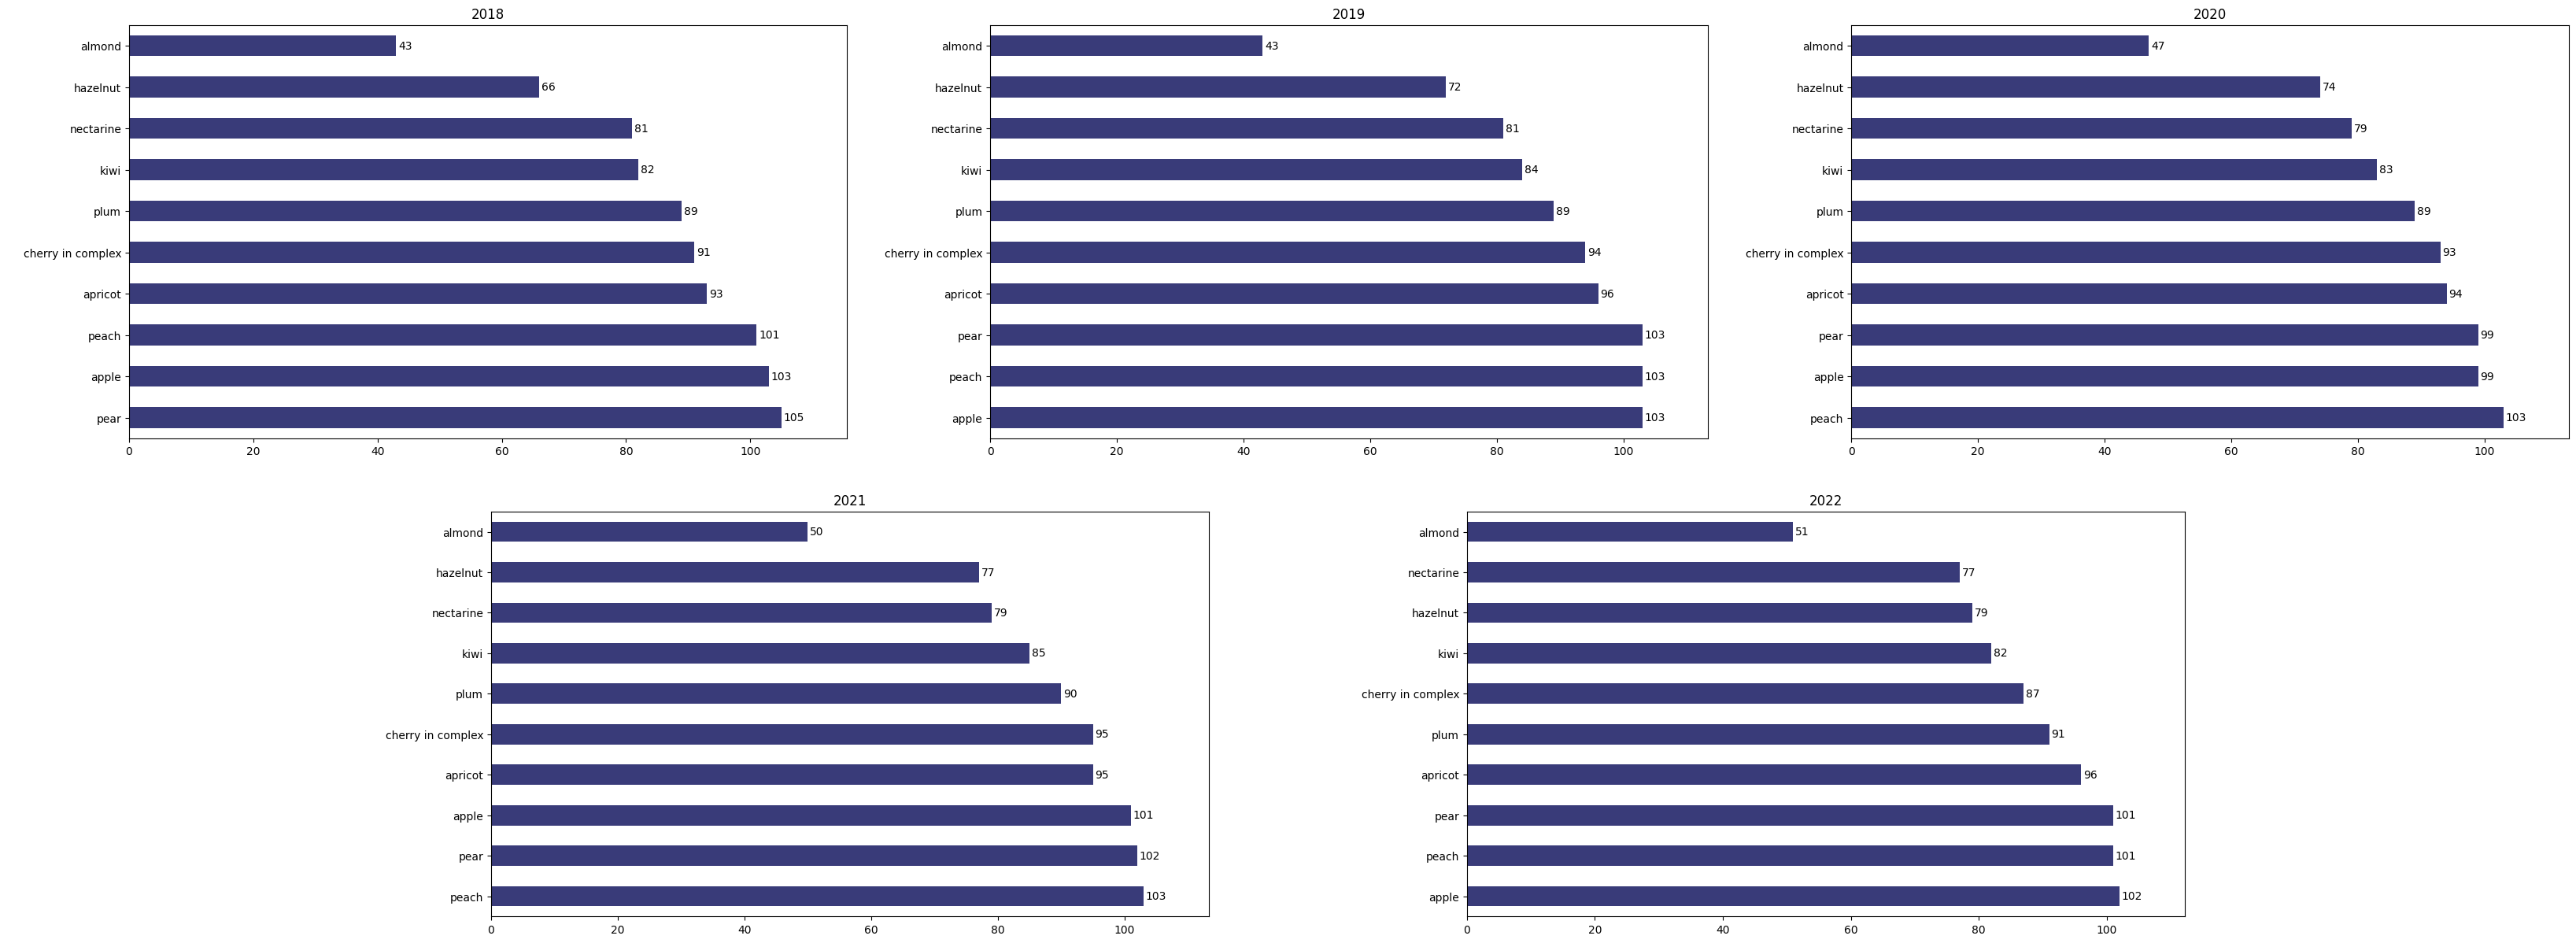 2018
almond 43
hazelnut 66
nectarine 81
kiwi 82
plum 89
cherry in complex 91
apricot 93
peach 101
apple 103
pear 105
0 20 40 60 80 100
2019
almond 43
hazelnut 72
nectarine 81
kiwi 84
plum 89
cherry in complex 94
apricot 96
pear 103
peach 103
apple 103
0 20 40 60 80 100
2020
almond 47
hazelnut 74
nectarine 79
kiwi 83
plum 89
cherry in complex 93
apricot 94
pear 99
apple 99
peach 103
0 20 40 60 80 100
2021
almond 50
hazelnut 77
nectarine 79
kiwi 85
plum 90
cherry in complex 95
apricot 95
apple 101
pear 102
peach 103
0 20 40 60 80 100
2022
almond 51
nectarine 77
hazelnut 79
kiwi 82
cherry in complex 87
plum 91
apricot 96
pear 101
peach 101
apple 102
0 20 40 60 80 100